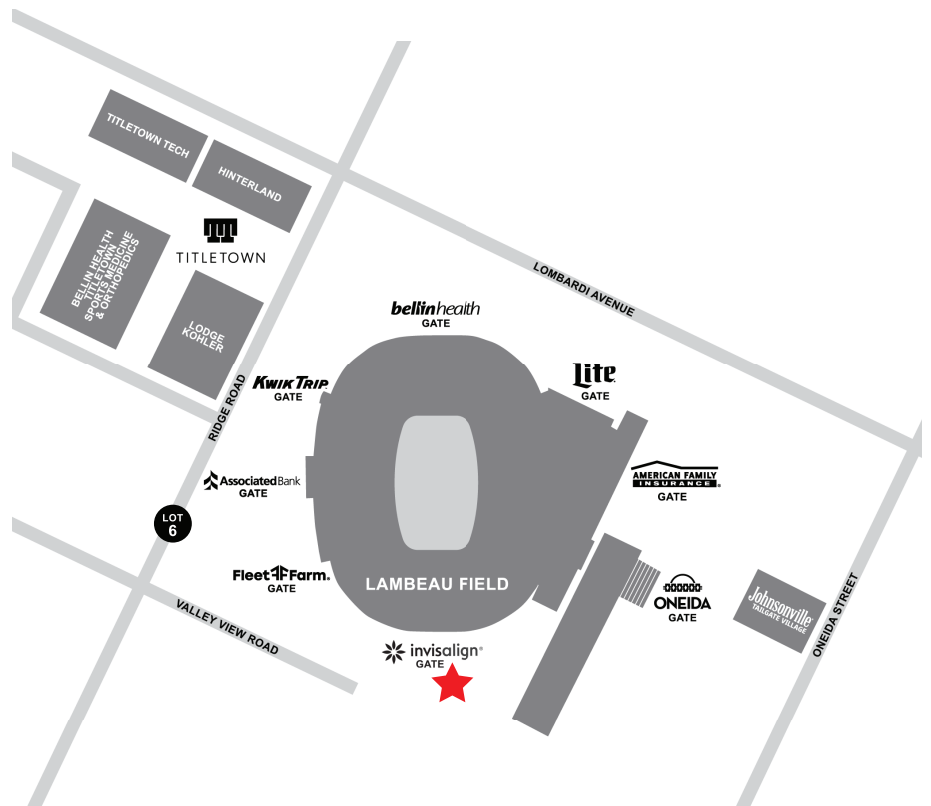 TITLETOWN TECH
HINTERLAND
TITLETOWN
BELLIN HEALTH
TITLETOWN
SPORTS MEDICINE
& ORTHOPEDICS
LODGE
KOHLER
LOMBARDI AVENUE
bellinhealth
GATE
Lite
GATE
KWIK TRIP
GATE
RIDGE ROAD
AssociatedBank
GATE
AMERICAN FAMILY
INSURANCE®
GATE
LOT
6
Fleet Farm®
GATE
LAMBEAU FIELD
ONEIDA
GATE
Johnsonville®
TAILGATE VILLAGE
ONEIDA STREET
VALLEY VIEW ROAD
invisalign®
GATE